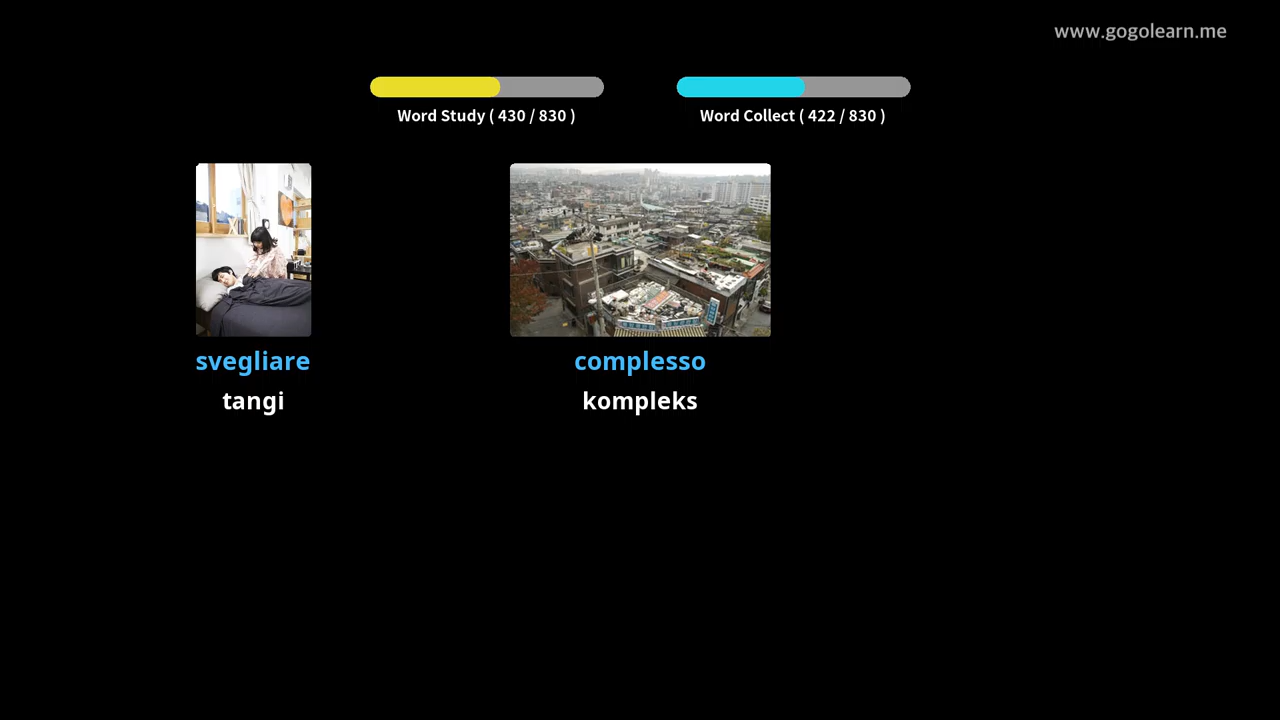 www.gogolearn.me
Word Study ( 430 / 830 )
Word Collect ( 422 / 830 )
svegliare
tangi
complesso
kompleks